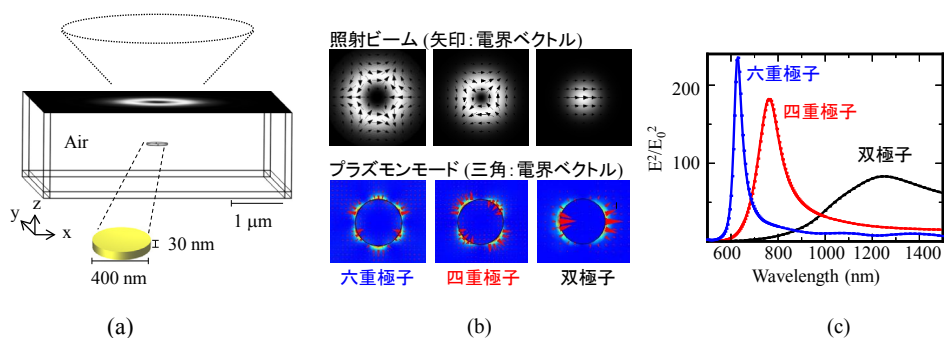 (a)
Air
z
y
x
1 μm
30 nm
400 nm
(a)
(b)
照射ビーム (矢印：電界ベクトル)
プラズモンモード (三角：電界ベクトル)
六重極子
四重極子
双極子
(b)
(c)
六重極子
四重極子
双極子
E²/E₀²
200
100
600
800
1000
1200
1400
Wavelength (nm)
(c)